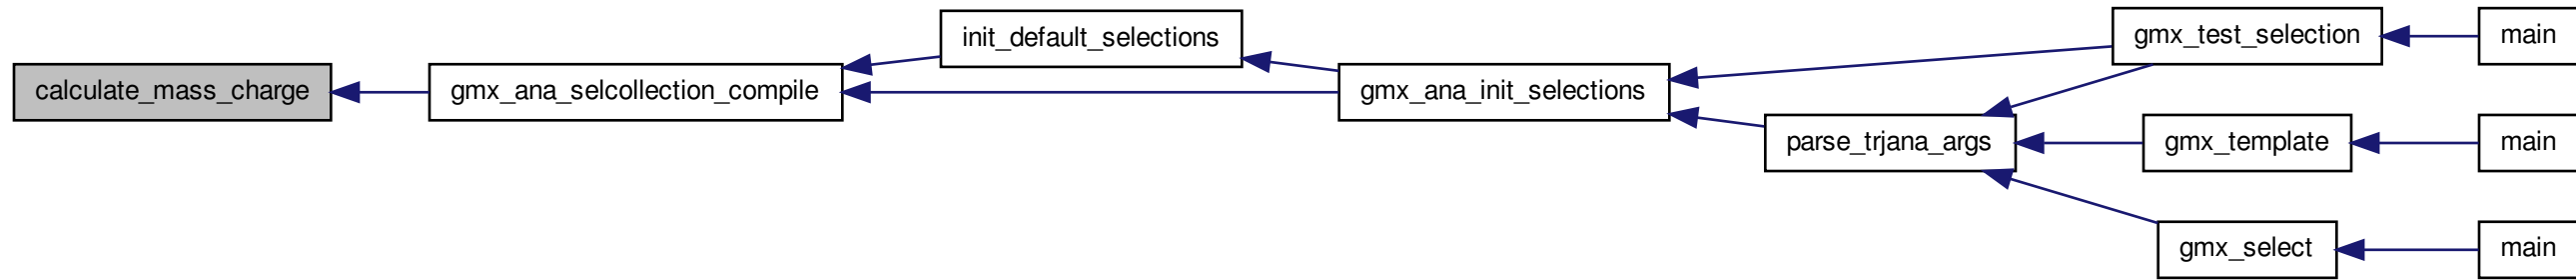 calculate_mass_charge
gmx_ana_selcollection_compile
init_default_selections
gmx_ana_init_selections
parse_trjana_args
gmx_test_selection
main
gmx_template
main
gmx_select
main